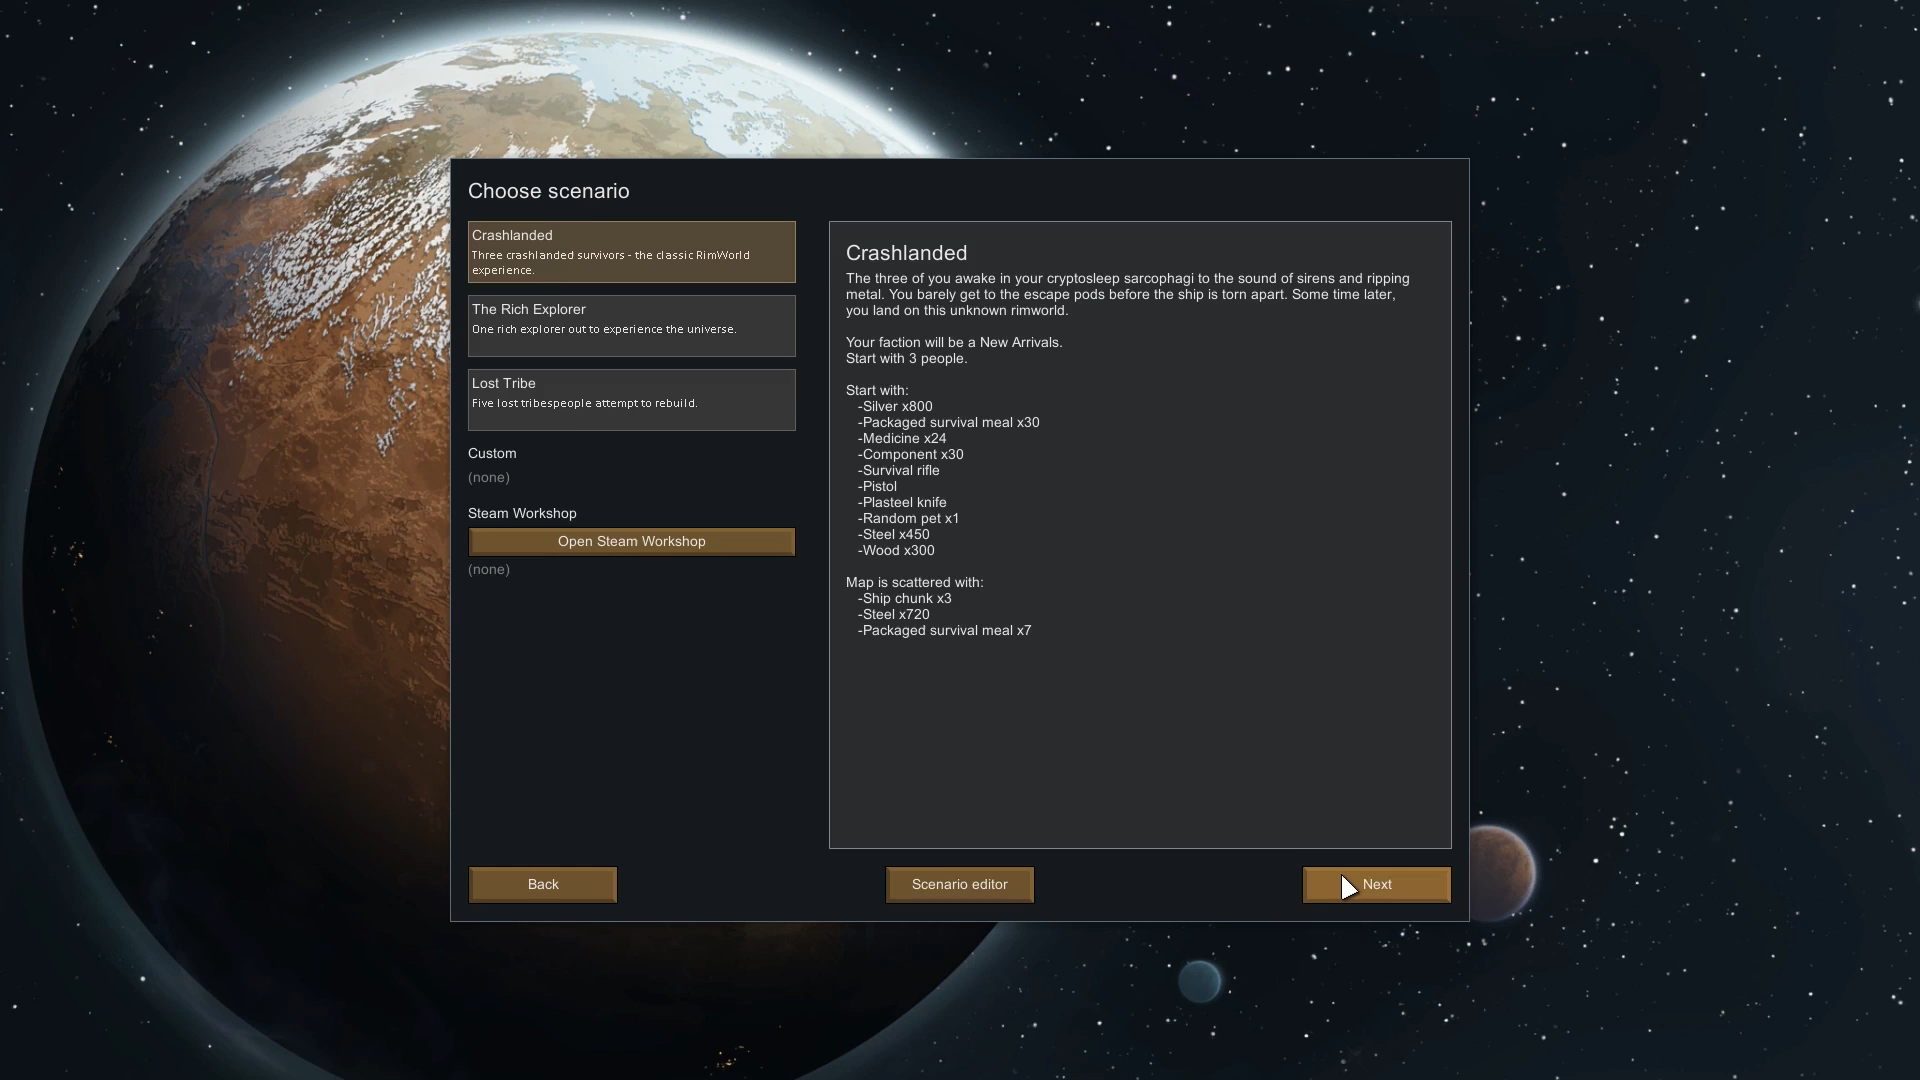 Choose scenario
Crashlanded
Three crashlanded survivors - the classic RimWorld
experience.
The Rich Explorer
One rich explorer out to experience the universe.
Lost Tribe
Five lost tribespeople attempt to rebuild.
Custom
(none)
Steam Workshop
Open Steam Workshop
(none)
Crashlanded
The three of you awake in your cryptosleep sarcophagi to the sound of sirens and ripping
metal. You barely get to the escape pods before the ship is torn apart. Some time later,
you land on this unknown rimworld.
Your faction will be a New Arrivals.
Start with 3 people.
Start with:
-Silver x800
-Packaged survival meal x30
-Medicine x24
-Component x30
-Survival rifle
-Pistol
-Plasteel knife
-Random pet x1
-Steel x450
-Wood x300
Map is scattered with:
-Ship chunk x3
-Steel x720
-Packaged survival meal x7
Back
Scenario editor
Next